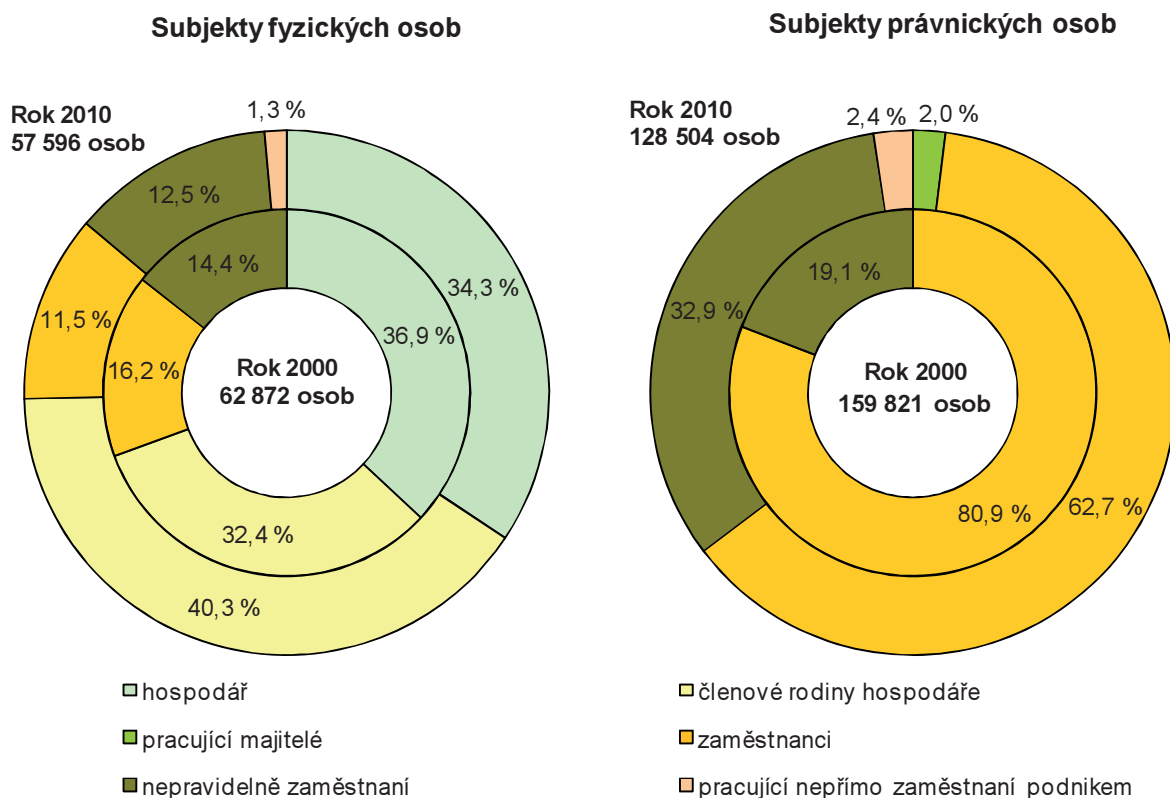 Subjekty fyzických osob
Subjekty právnických osob
Rok 2010
57 596 osob
1,3 %
12,5 %
14,4 %
34,3 %
36,9 %
11,5 %
16,2 %
Rok 2000
62 872 osob
32,4 %
40,3 %
Rok 2010
128 504 osob
2,4 %
2,0 %
19,1 %
32,9 %
Rok 2000
159 821 osob
80,9 %
62,7 %
hospodář
členové rodiny hospodáře
pracující majitelé
zaměstnanci
nepravidelně zaměstnaní
pracující nepřímo zaměstnaní podnikem